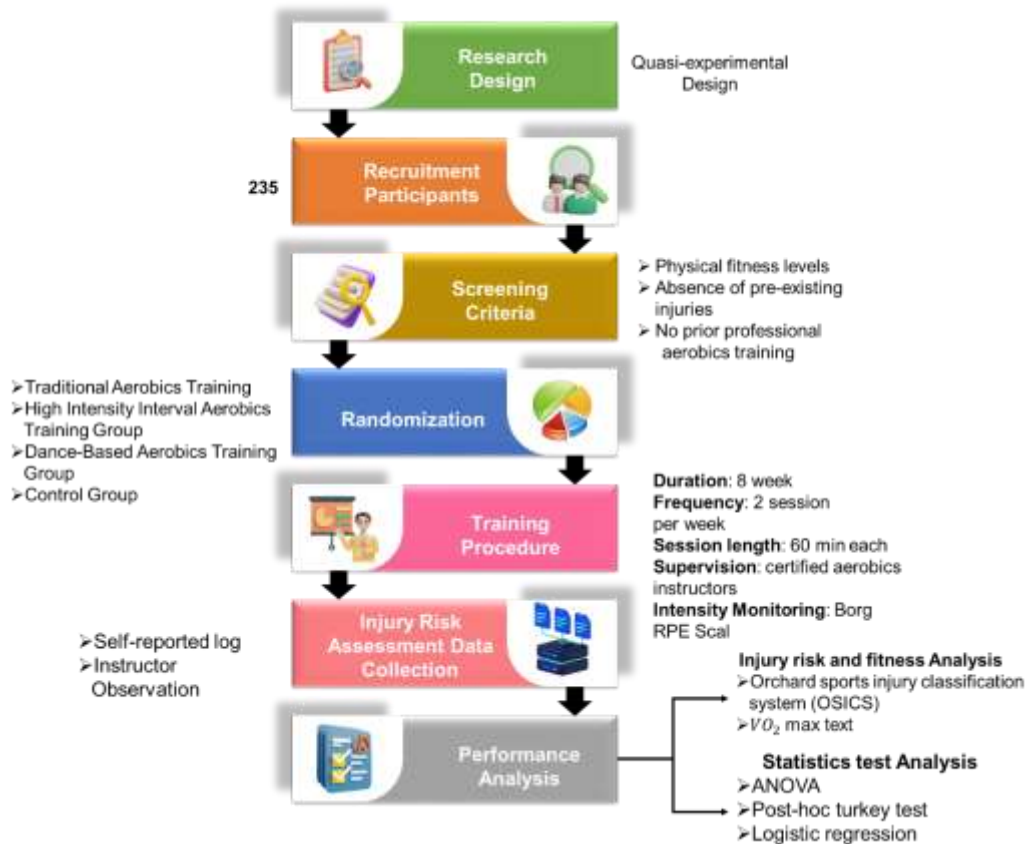 Research
Design
Quasi-experimental
Design
235
Recruitment
Participants
Screening
Criteria
➢ Physical fitness levels
➢ Absence of pre-existing
injuries
➢ No prior professional
aerobics training
➢Traditional Aerobics Training
➢High Intensity Interval Aerobics
Training Group
➢Dance-Based Aerobics Training
Group
➢Control Group
Randomization
Training
Procedure
Duration: 8 week
Frequency: 2 session
per week
Session length: 60 min each
Supervision: certified aerobics
instructors
Intensity Monitoring: Borg
RPE Scal
➢Self-reported log
➢Instructor
Observation
Injury Risk
Assessment Data
Collection
Performance
Analysis
Injury risk and fitness Analysis
➢Orchard sports injury classification
system (OSICS)
➢VO₂ max text
Statistics test Analysis
➢ANOVA
➢Post-hoc turkey test
➢Logistic regression